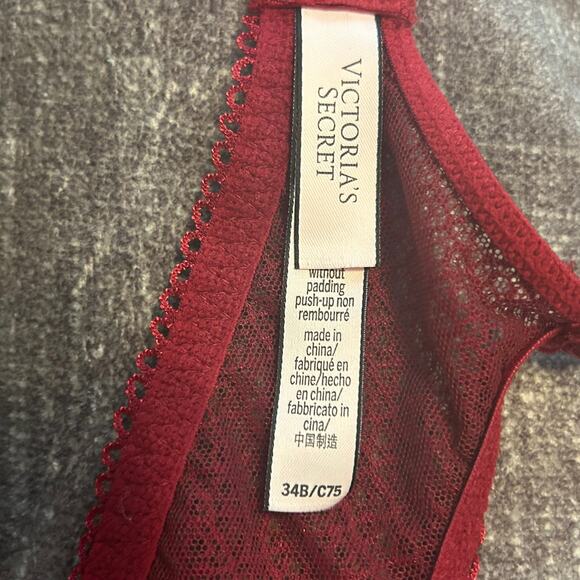 VICTORIA'S
SECRET
without
padding
push-up non
rembourré
made in
china/
fabriqué en
chine/hecho
en china/
fabbricato in
cina/
中国制造
34B/C75